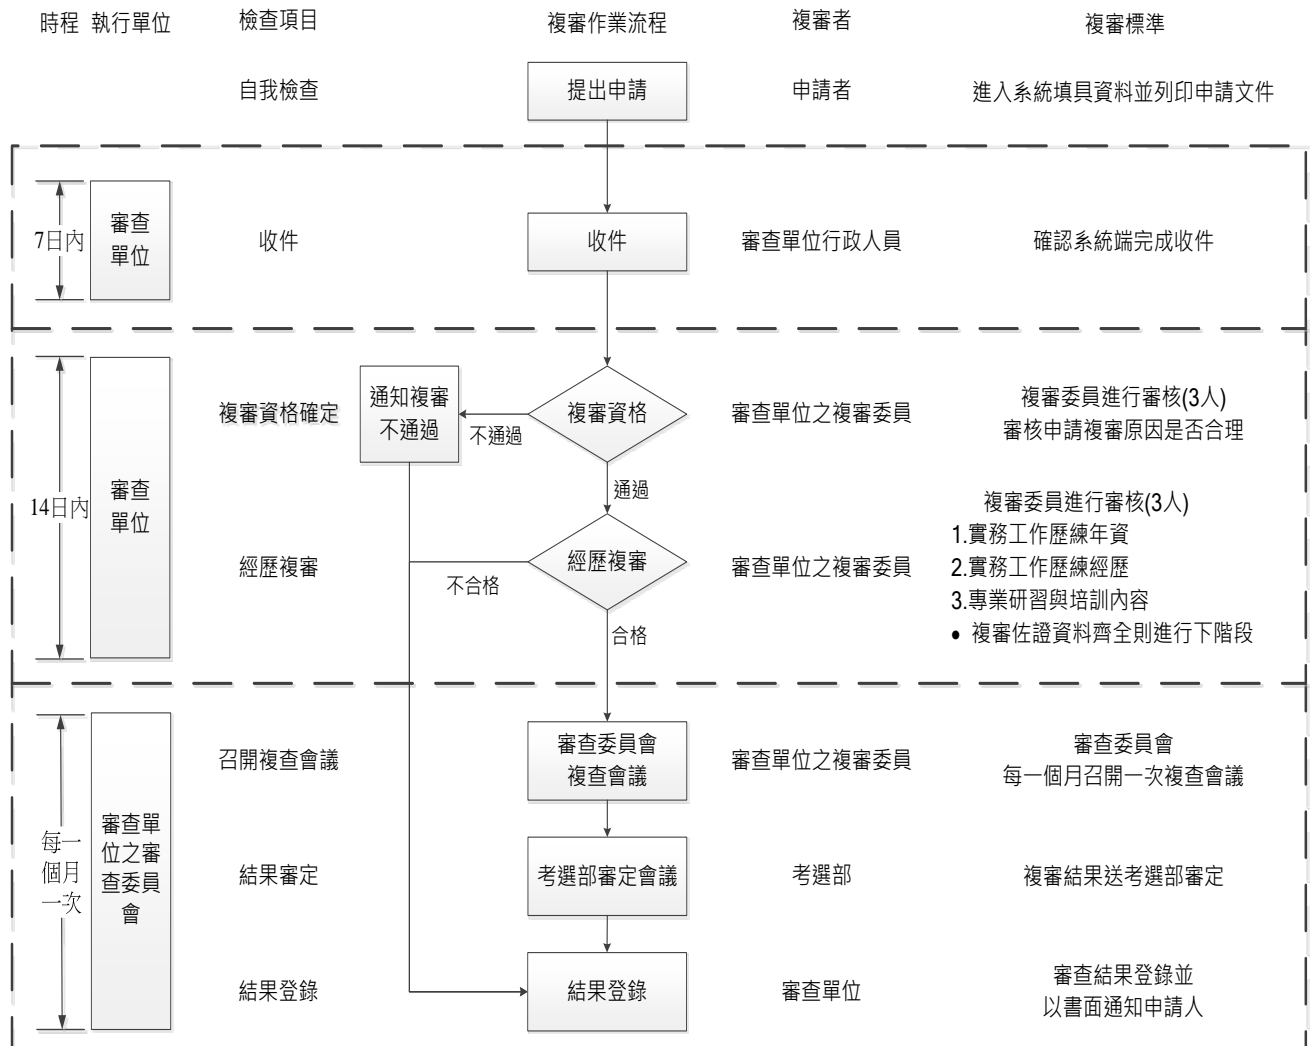 時程 執行單位 檢查項目 複審作業流程 複審者 複審標準
自我檢查 提出申請 申請者 進入系統填具資料並列印申請文件
7日內
審查
單位
收件 收件 審查單位行政人員 確認系統端完成收件
14日內
審查
單位
複審資格確定
通知複審
不通過
不通過
複審資格
審查單位之複審委員
複審委員進行審核(3人)
審核申請複審原因是否合理
通過
經歷複審
不合格
經歷複審
審查單位之複審委員
複審委員進行審核(3人)
1.實務工作歷練年資
2.實務工作歷練經歷
3.專業研習與培訓內容
• 複審佐證資料齊全則進行下階段
合格
每一
個月
一次
審查單
位之審
查委員
會
召開複查會議
審查委員會
複查會議
審查單位之複審委員
審查委員會
每一個月召開一次複查會議
結果審定 考選部審定會議 考選部 複審結果送考選部審定
結果登錄 結果登錄 審查單位
審查結果登錄並
以書面通知申請人